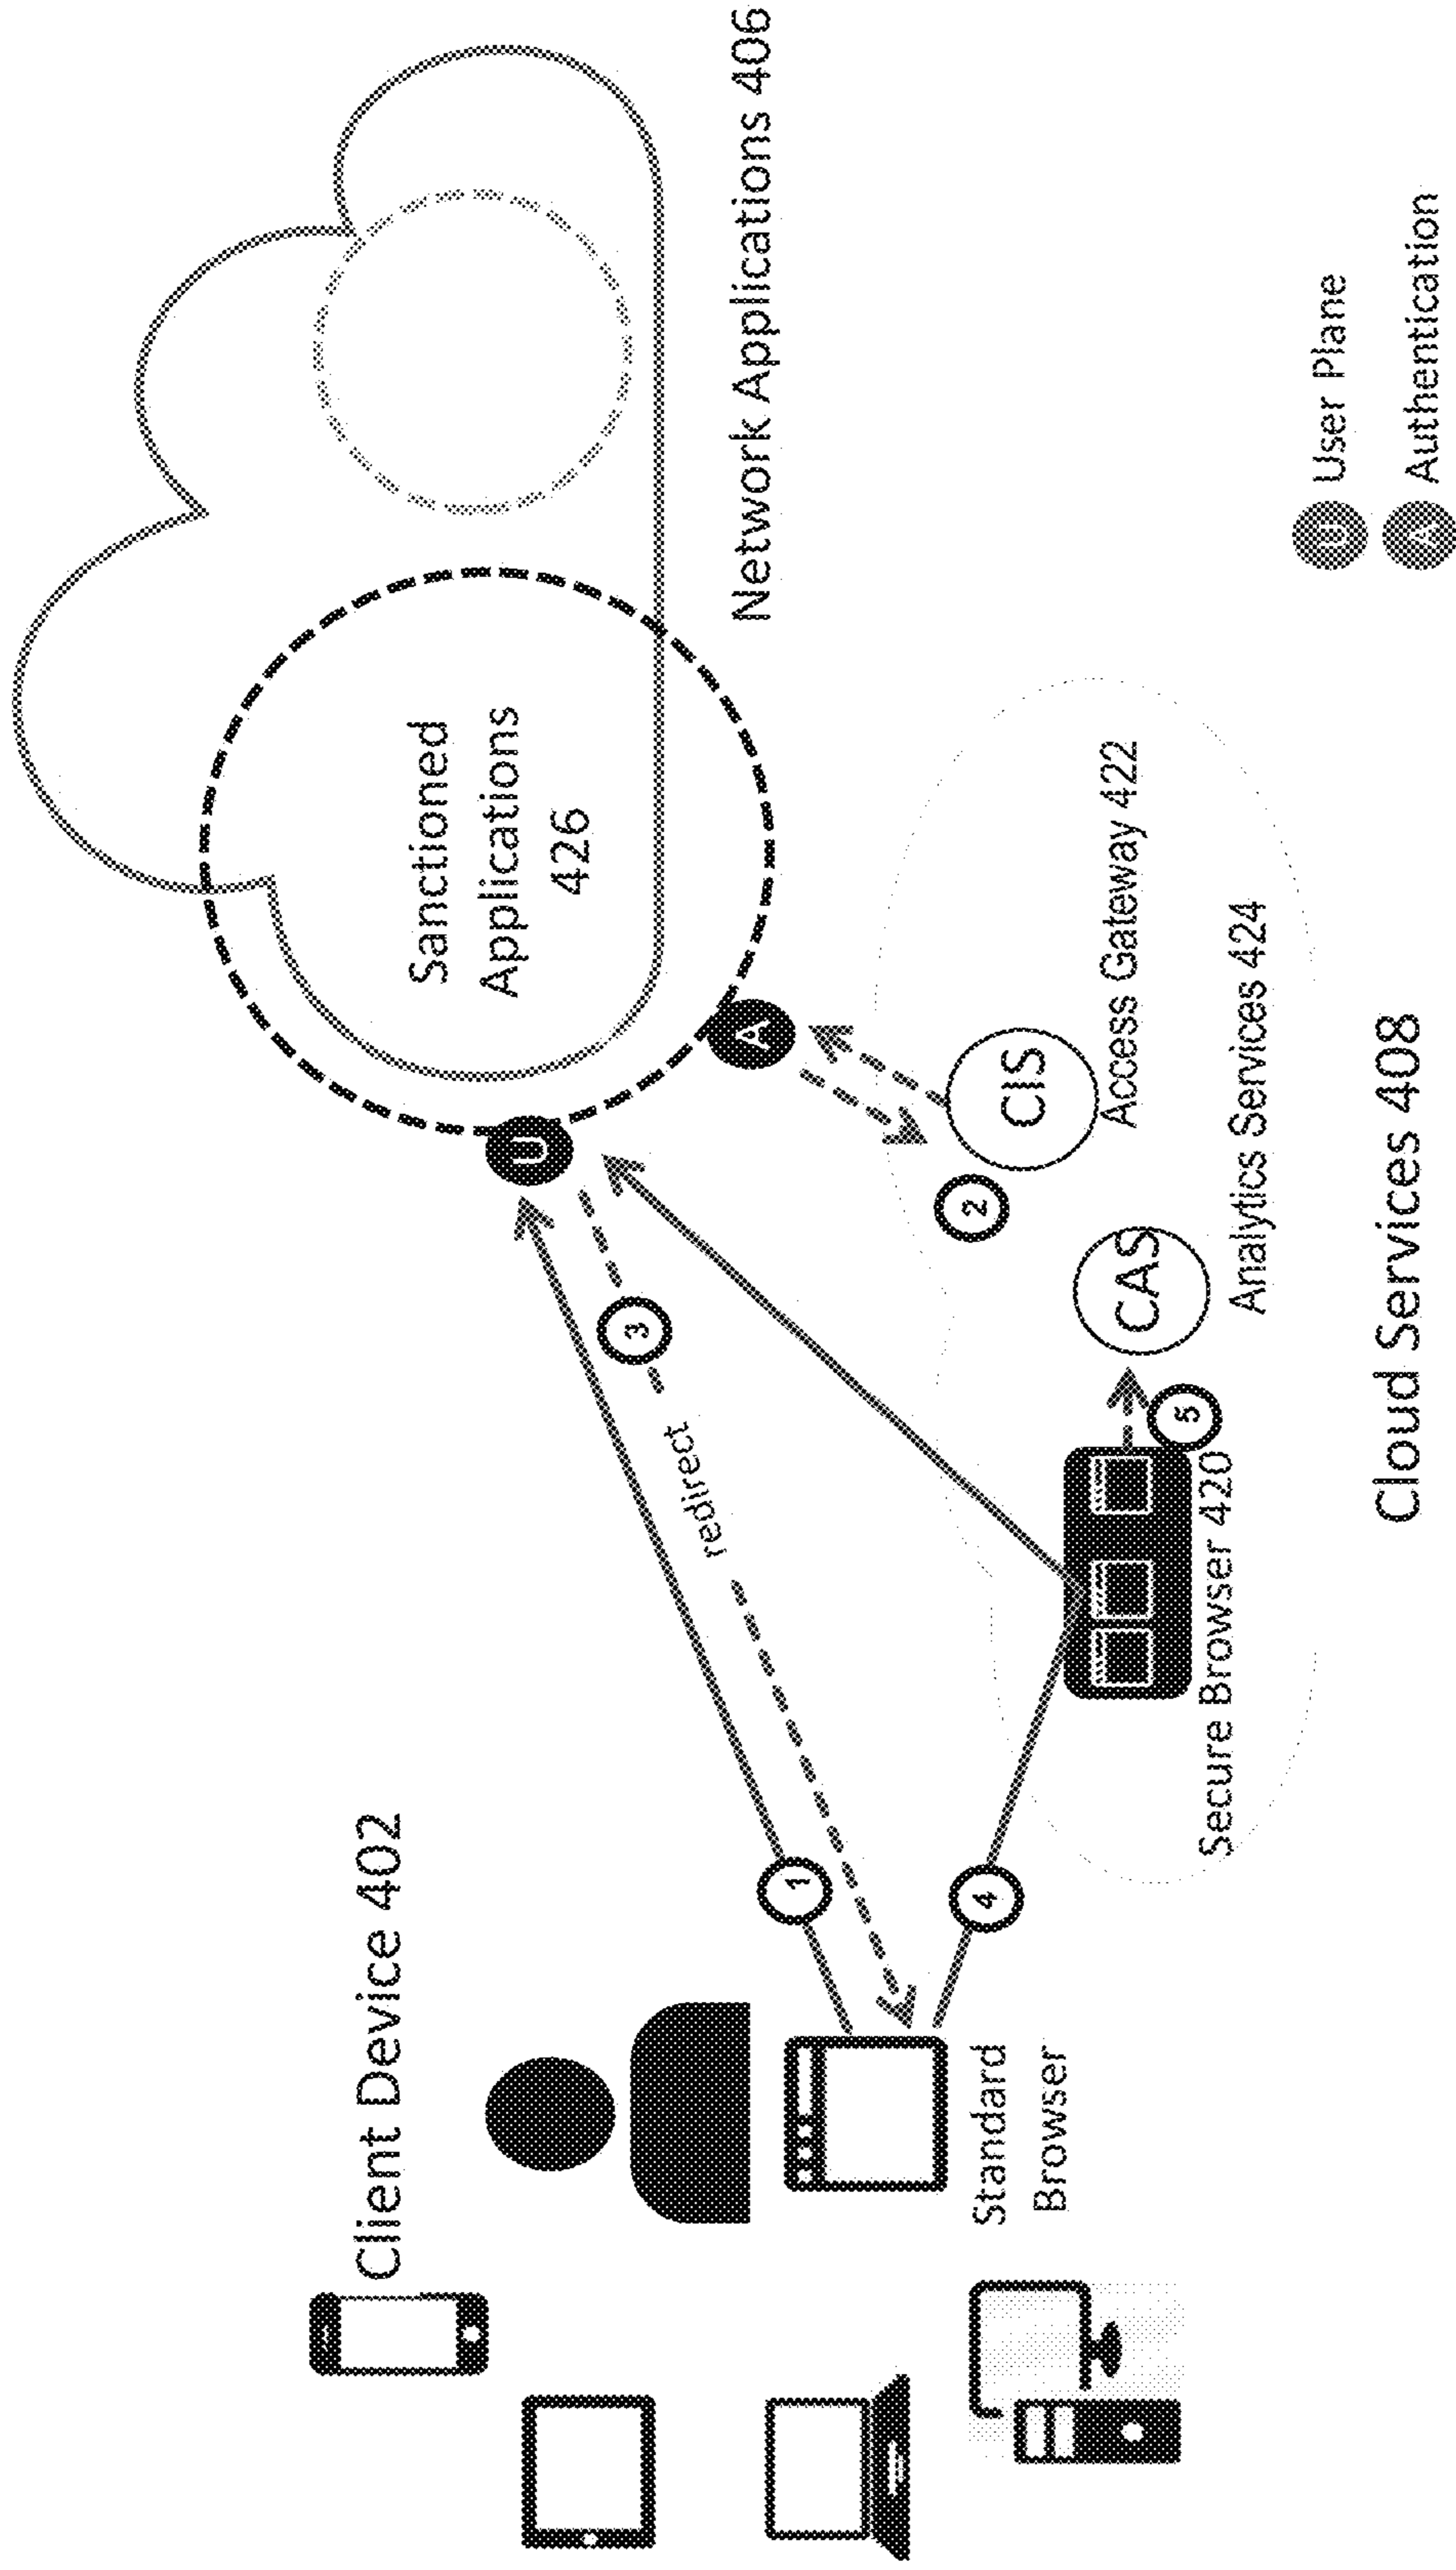 Client Device 402
Standard
Browser
1
redirect
3
4
U
A
Sanctioned
Applications
426
Network Applications 406
2
CIS
Access Gateway 422
CAS
Analytics Services 424
5
Secure Browser 420
Cloud Services 408
U User Plane
A Authentication